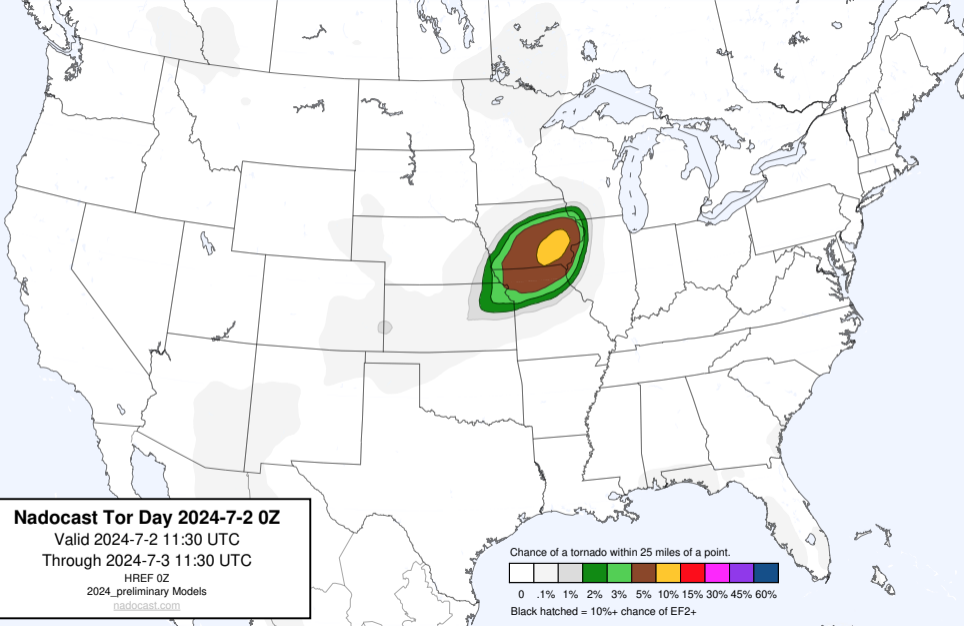 Nadocast Tor Day 2024-7-2 0Z
Valid 2024-7-2 11:30 UTC
Through 2024-7-3 11:30 UTC
HREF 0Z
2024_preliminary Models
nadocast.com
Chance of a tornado within 25 miles of a point.
0 .1% 1% 2% 3% 5% 10% 15% 30% 45% 60%
Black hatched = 10%+ chance of EF2+